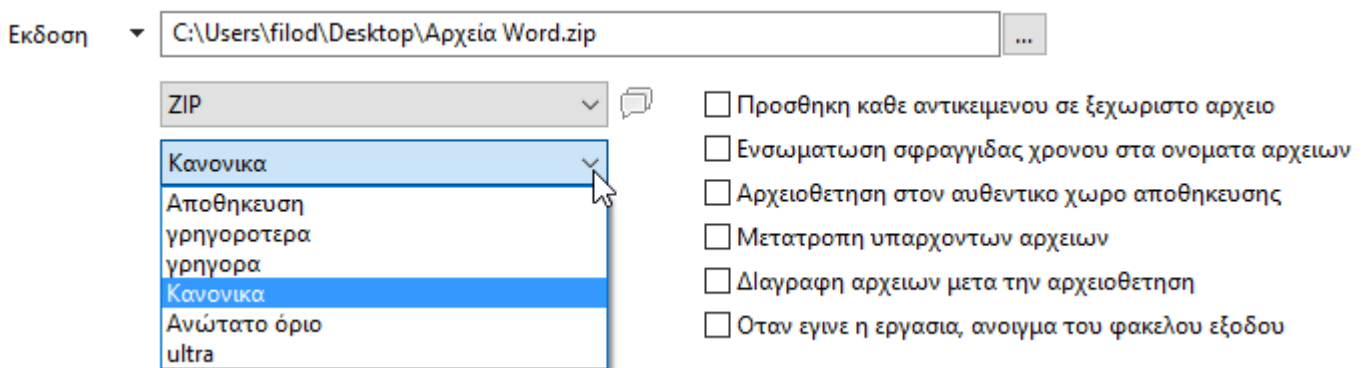 Εκδοση C:\Users\filod\Desktop\Αρχεία Word.zip ...
ZIP
Κανονικα
Αποθηκευση
γρηγοροτερα
γρηγορα
Κανονικα
Ανώτατο όριο
ultra
Προσθηκη καθε αντικειμενου σε ξεχωριστο αρχειο
Ενσωματωση σφραγγιδας χρονου στα ονοματα αρχειων
Αρχειοθετηση στον αυθεντικο χωρο αποθηκευσης
Μετατροπη υπαρχοντων αρχειων
ΔΙαγραφη αρχειων μετα την αρχειοθετηση
Οταν εγινε η εργασια, ανοιγμα του φακελου εξοδου